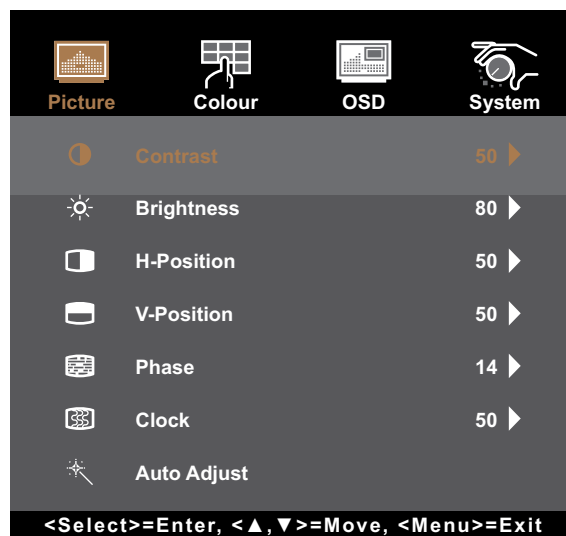 Picture Colour OSD System
Contrast 50
Brightness 80
H-Position 50
V-Position 50
Phase 14
Clock 50
Auto Adjust
<Select>=Enter, <▲,▼>=Move, <Menu>=Exit